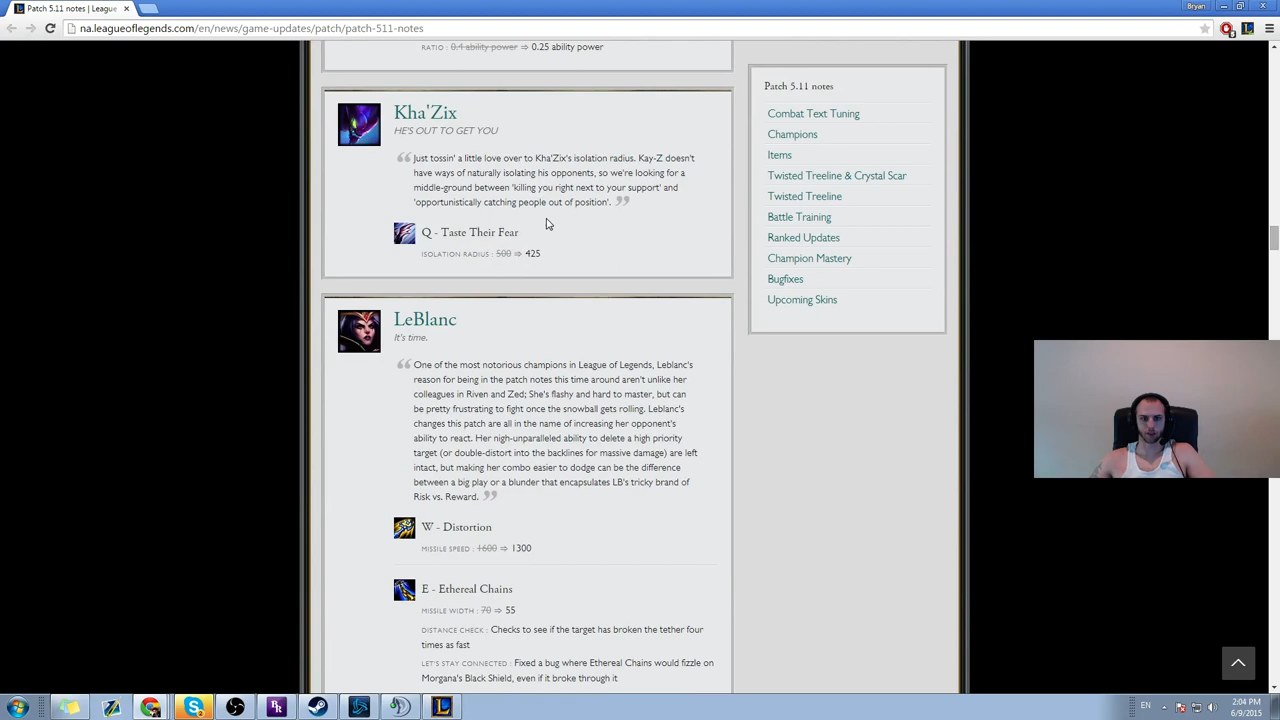 Patch 5.11 notes | League
Bryan
na.leagueoflegends.com/en/news/game-updates/patch/patch-511-notes
RATIO : 0.4 ability power ⇒ 0.25 ability power
Kha'Zix
HE'S OUT TO GET YOU
Just tossin' a little love over to Kha'Zix's isolation radius. Kay-Z doesn't
have ways of naturally isolating his opponents, so we're looking for a
middle-ground between 'killing you right next to your support' and
'opportunistically catching people out of position'.
Q - Taste Their Fear
ISOLATION RADIUS : 500 ⇒ 425
LeBlanc
It's time.
One of the most notorious champions in League of Legends, Leblanc's
reason for being in the patch notes this time around aren't unlike her
colleagues in Riven and Zed; She's flashy and hard to master, but can
be pretty frustrating to fight once the snowball gets rolling. Leblanc's
changes this patch are all in the name of increasing her opponent's
ability to react. Her nigh-unparalleled ability to delete a high priority
target (or double-distort into the backlines for massive damage) are left
intact, but making her combo easier to dodge can be the difference
between a big play or a blunder that encapsulates LB's tricky brand of
Risk vs. Reward.
W - Distortion
MISSILE SPEED : 1600 ⇒ 1300
E - Ethereal Chains
MISSILE WIDTH : 70 ⇒ 55
DISTANCE CHECK : Checks to see if the target has broken the tether four
times as fast
LET'S STAY CONNECTED : Fixed a bug where Ethereal Chains would fizzle on
Morgana's Black Shield, even if it broke through it
Patch 5.11 notes
Combat Text Tuning
Champions
Items
Twisted Treeline & Crystal Scar
Twisted Treeline
Battle Training
Ranked Updates
Champion Mastery
Bugfixes
Upcoming Skins
EN
2:04 PM
6/9/2015